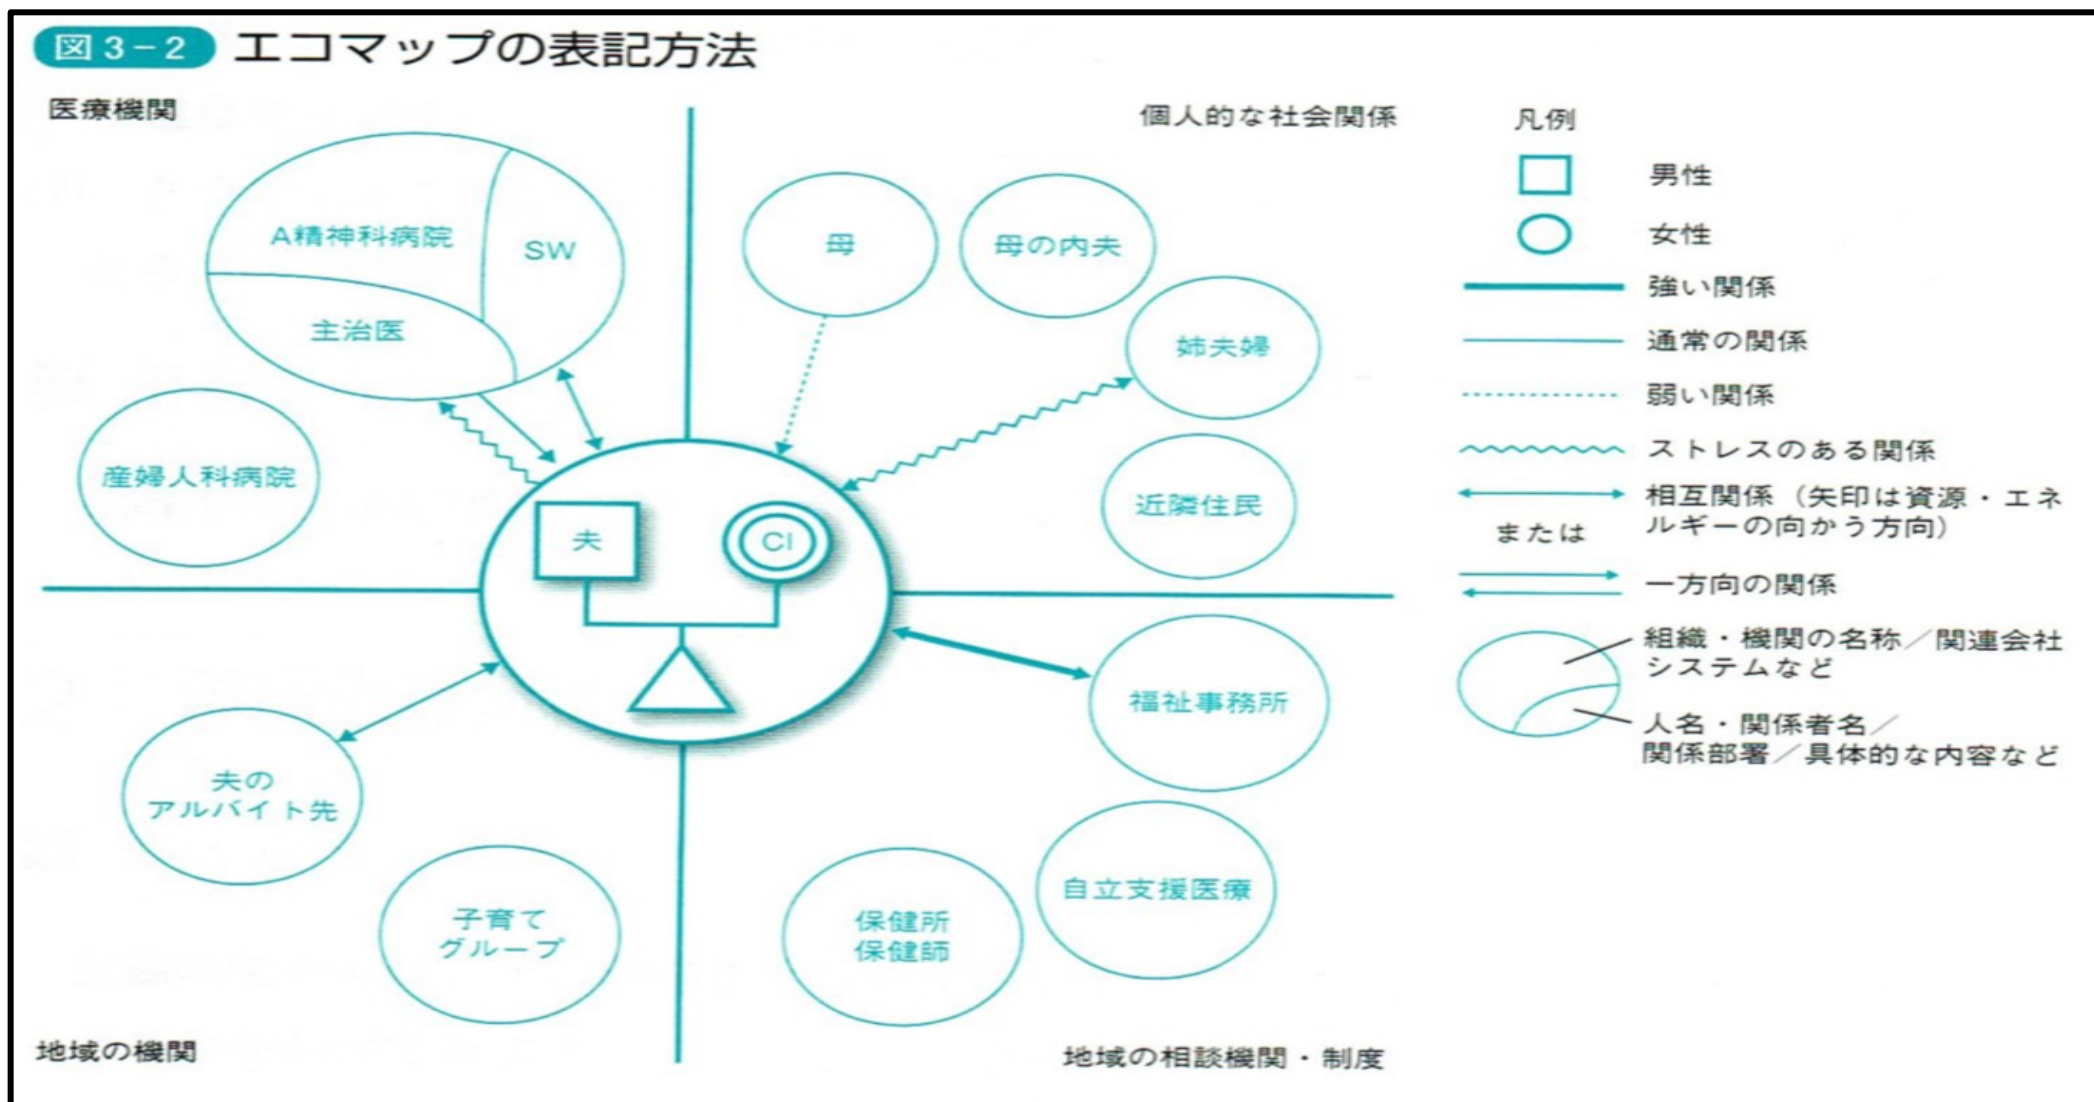 図3-2 エコマップの表記方法
医療機関
個人的な社会関係
A精神科病院
SW
主治医
産婦人科病院
母
母の内夫
姉夫婦
近隣住民
夫
Cl
夫の
アルバイト先
子育て
グループ
福祉事務所
自立支援医療
保健所
保健師
地域の機関
地域の相談機関・制度
凡例
男性
女性
強い関係
通常の関係
弱い関係
ストレスのある関係
相互関係（矢印は資源・エネ
ルギーの向かう方向）
または
一方向の関係
組織・機関の名称／関連会社
システムなど
人名・関係者名／
関係部署／具体的な内容など